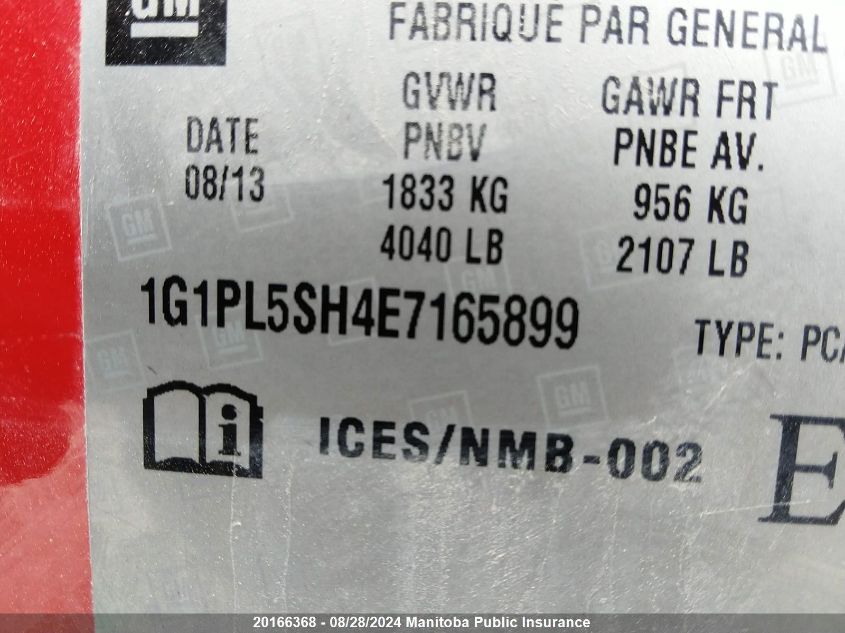 GM
FABRIQUÉ PAR GENERAL
GVWR GAWR FRT
DATE PNBV PNBE AV.
08/13 1833 KG 956 KG
4040 LB 2107 LB
1G1PL5SH4E7165899
TYPE: PC/
i ICES/NMB-002
E
20166368 - 08/28/2024 Manitoba Public Insurance